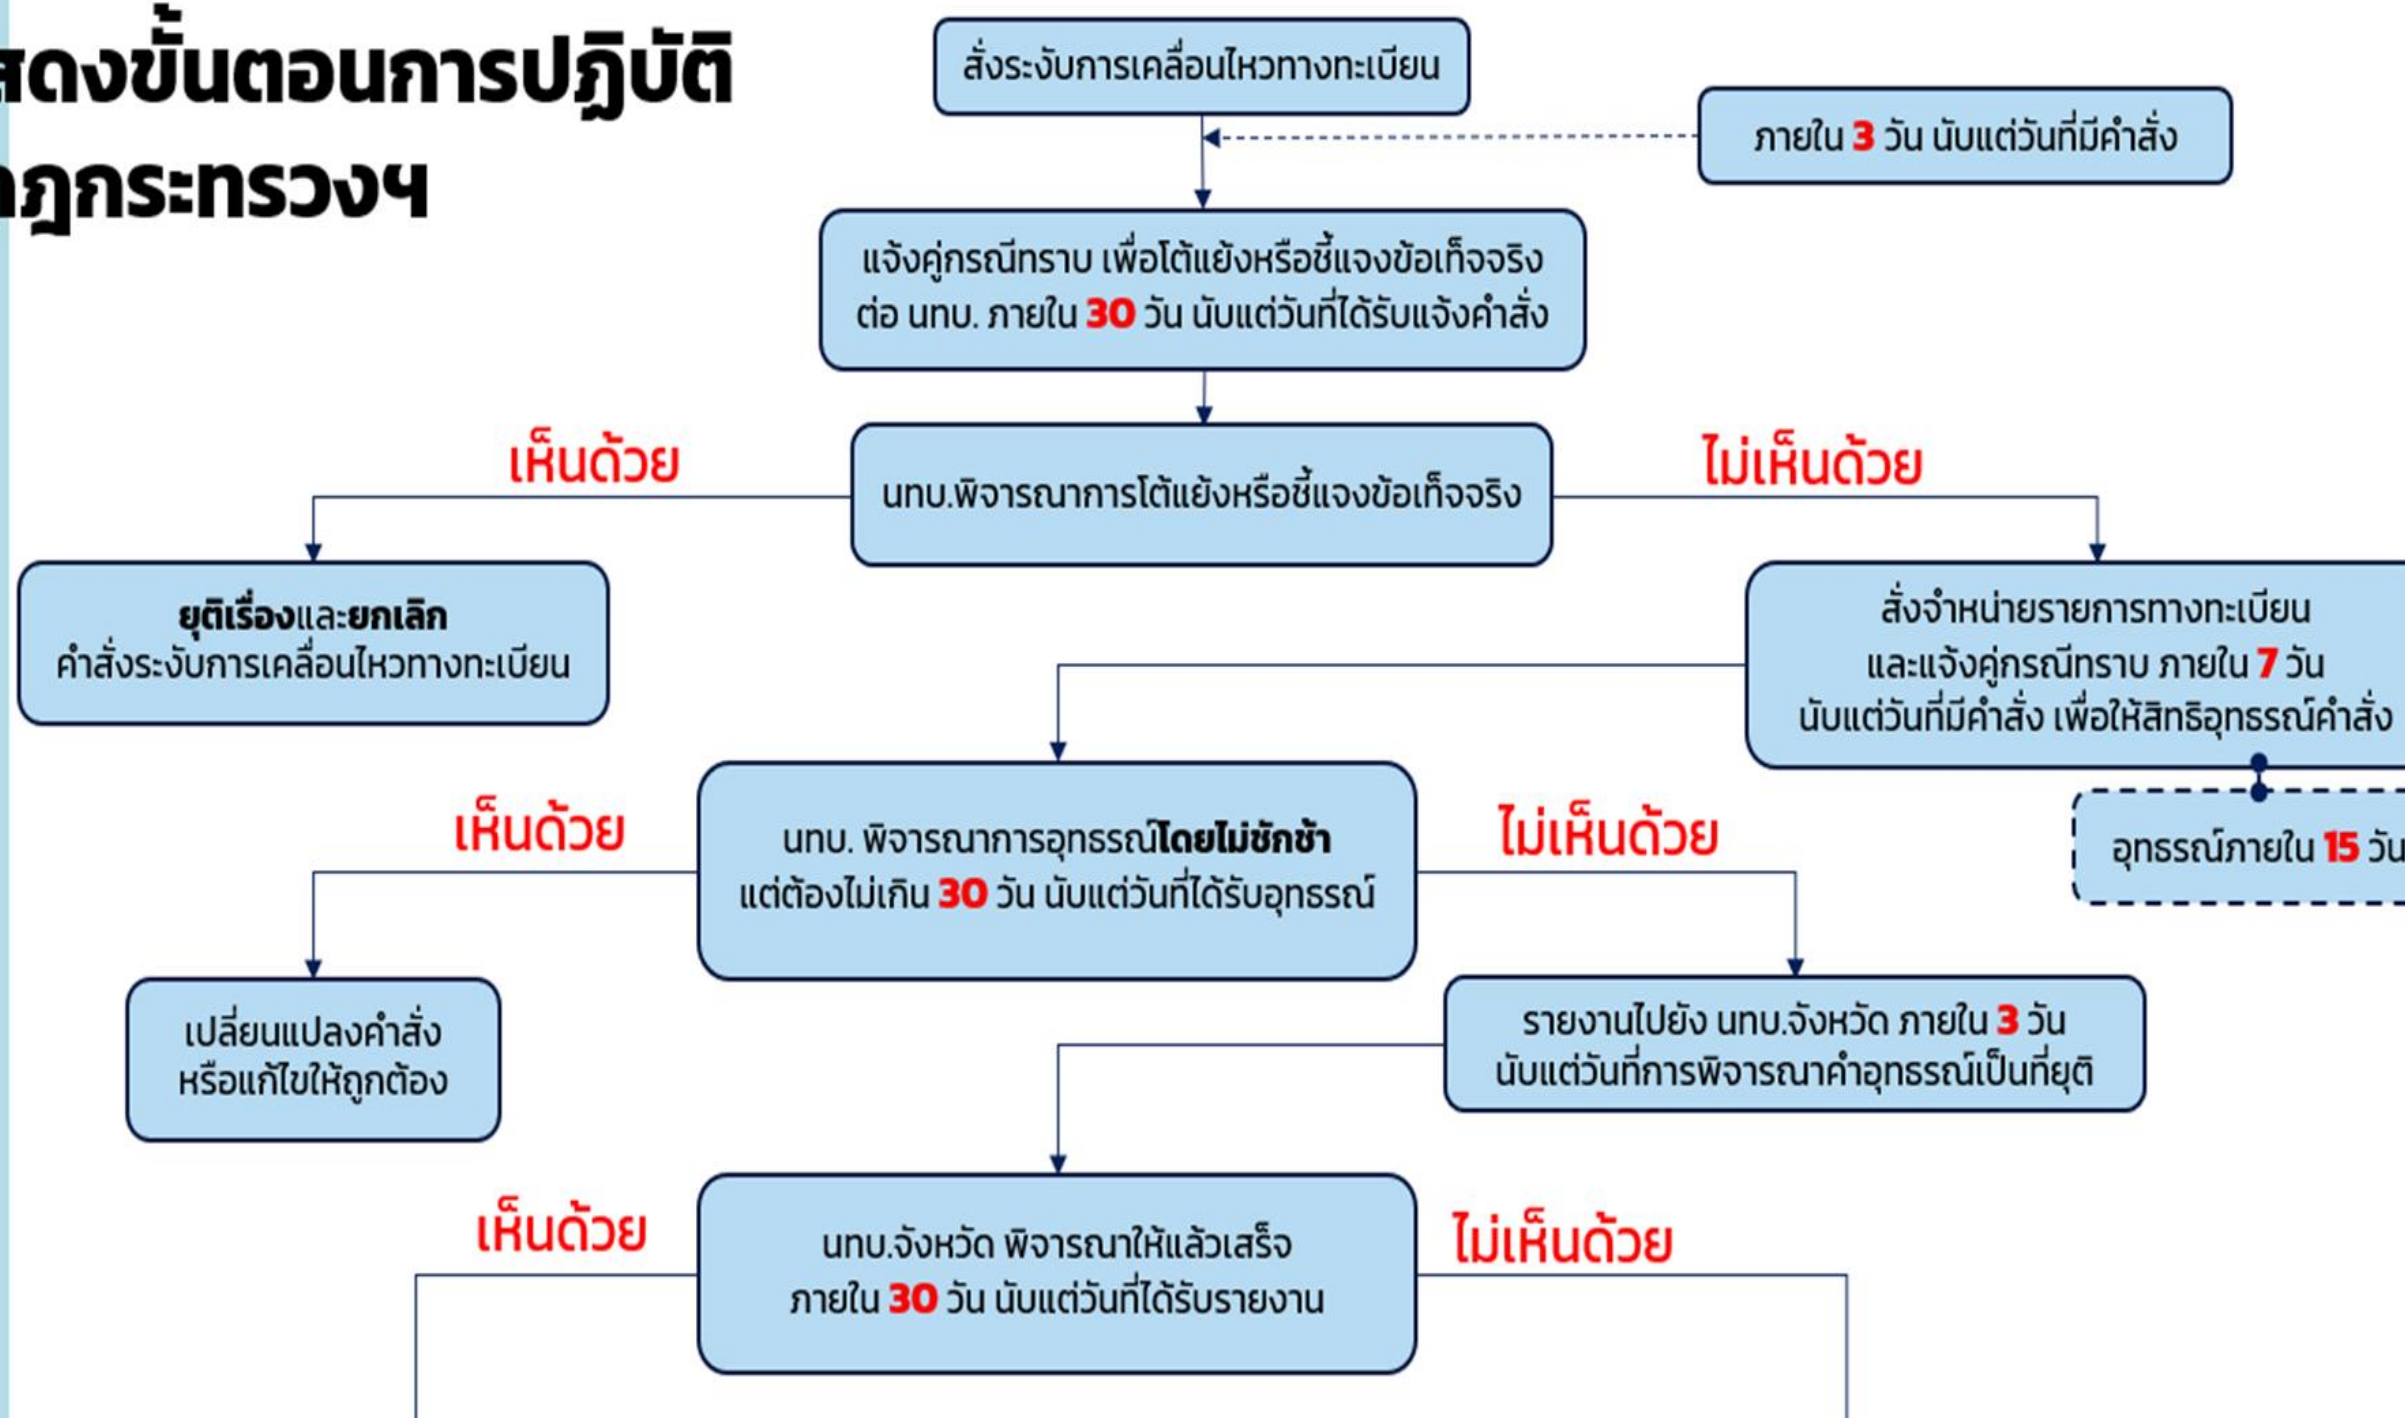 สดงขั้นตอนการปฏิบัติ
กฎกระทรวงฯ
สั่งระงับการเคลื่อนไหวทางทะเบียน
ภายใน 3 วัน นับแต่วันที่มีคำสั่ง
แจ้งคู่กรณีทราบ เพื่อโต้แย้งหรือชี้แจงข้อเท็จจริง
ต่อ นทบ. ภายใน 30 วัน นับแต่วันที่ได้รับแจ้งคำสั่ง
เห็นด้วย
นทบ.พิจารณาการโต้แย้งหรือชี้แจงข้อเท็จจริง
ไม่เห็นด้วย
ยุติเรื่องและยกเลิก
คำสั่งระงับการเคลื่อนไหวทางทะเบียน
สั่งจำหน่ายรายการทางทะเบียน
และแจ้งคู่กรณีทราบ ภายใน 7 วัน
นับแต่วันที่มีคำสั่ง เพื่อให้สิทธิอุทธรณ์คำสั่ง
อุทธรณ์ภายใน 15 วัน
เห็นด้วย
นทบ. พิจารณาการอุทธรณ์โดยไม่ชักช้า
แต่ต้องไม่เกิน 30 วัน นับแต่วันที่ได้รับอุทธรณ์
ไม่เห็นด้วย
เปลี่ยนแปลงคำสั่ง
หรือแก้ไขให้ถูกต้อง
รายงานไปยัง นทบ.จังหวัด ภายใน 3 วัน
นับแต่วันที่การพิจารณาคำอุทธรณ์เป็นที่ยุติ
เห็นด้วย
นทบ.จังหวัด พิจารณาให้แล้วเสร็จ
ภายใน 30 วัน นับแต่วันที่ได้รับรายงาน
ไม่เห็นด้วย